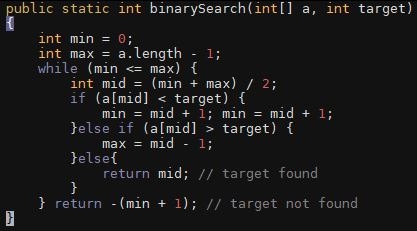 public static int binarySearch(int[] a, int target)
{
    int min = 0;
    int max = a.length - 1;
    while (min <= max) {
        int mid = (min + max) / 2;
        if (a[mid] < target) {
            min = mid + 1; min = mid + 1;
        }else if (a[mid] > target) {
            max = mid - 1;
        }else{
            return mid; // target found
        }
    } return -(min + 1); // target not found
}